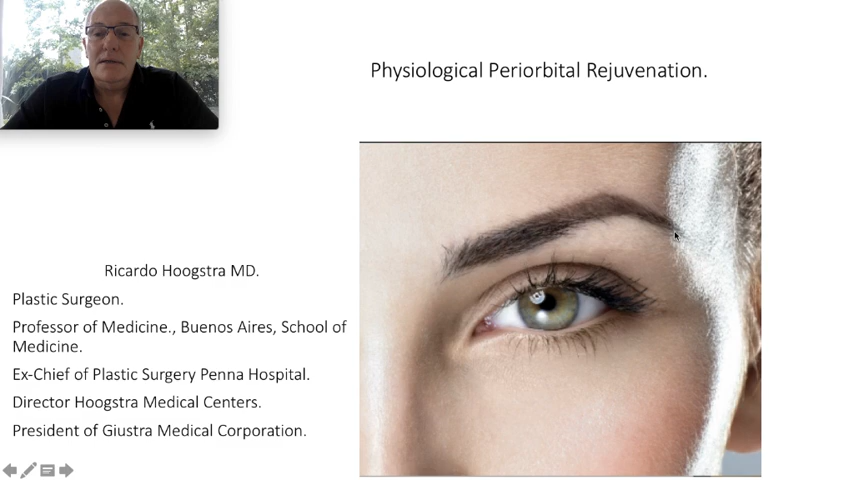 Physiological Periorbital Rejuvenation.
Ricardo Hoogstra MD.
Plastic Surgeon.
Professor of Medicine., Buenos Aires, School of
Medicine.
Ex-Chief of Plastic Surgery Penna Hospital.
Director Hoogstra Medical Centers.
President of Giustra Medical Corporation.